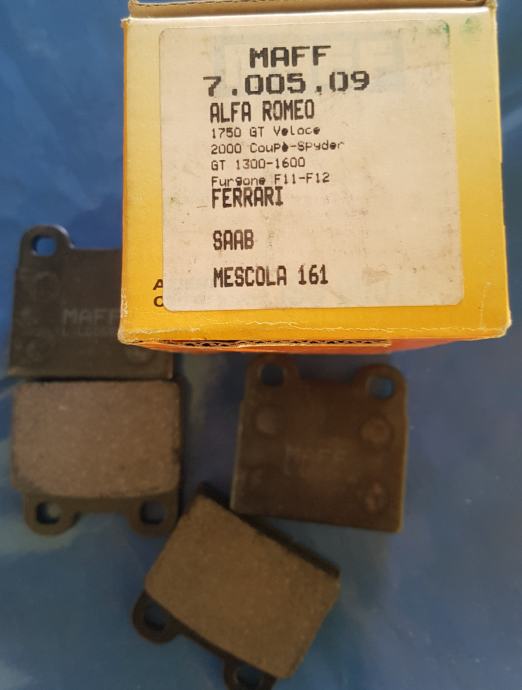 MAFF
7.005.09
ALFA ROMEO
1750 GT Veloce
2000 Coupè-Spyder
GT 1300-1600
Furgone F11-F12
FERRARI
SAAB
MESCOLA 161
A
C
MAFF
MAFF